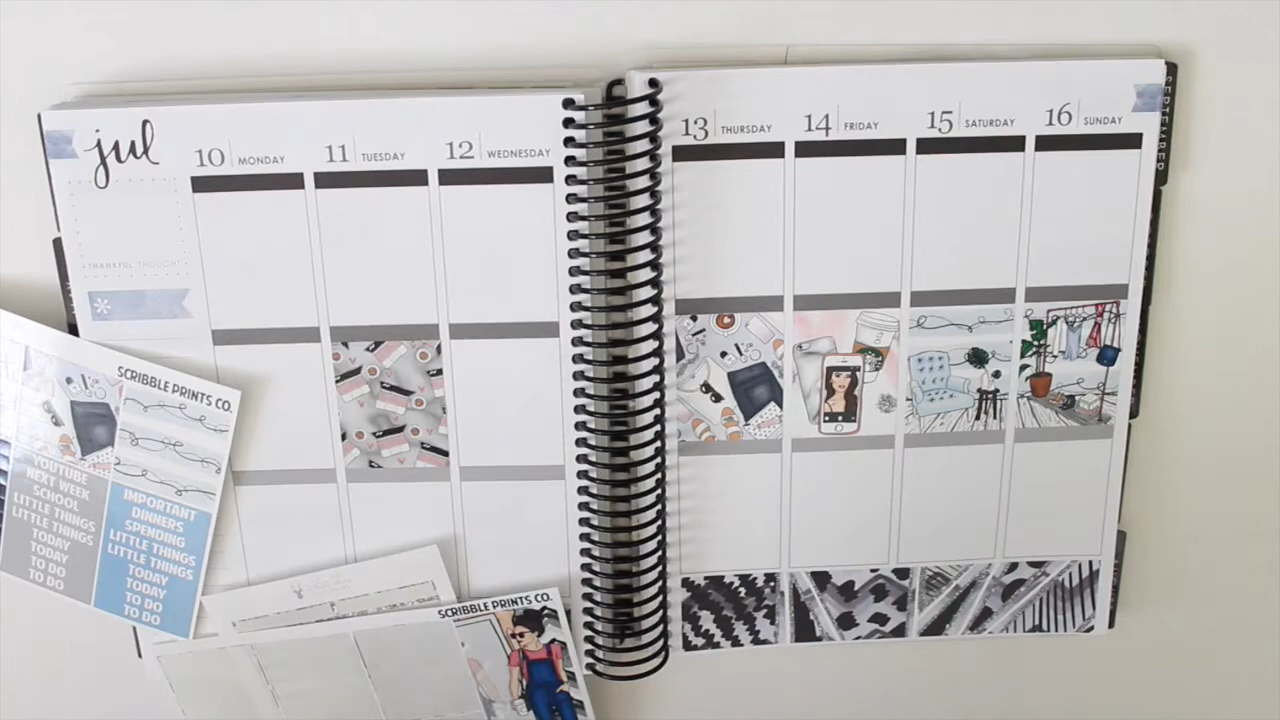 jul
10 MONDAY
11 TUESDAY
12 WEDNESDAY
13 THURSDAY
14 FRIDAY
15 SATURDAY
16 SUNDAY
SEPTEMBER
THANKFUL THOUGHTS
SCRIBBLE PRINTS CO.
YOUTUBE
NEXT WEEK
SCHOOL
LITTLE THINGS
LITTLE THINGS
TODAY
TODAY
TO DO
TO DO
IMPORTANT
DINNERS
SPENDING
LITTLE THINGS
LITTLE THINGS
TODAY
TODAY
TO DO
TO DO
SCRIBBLE PRINTS CO.